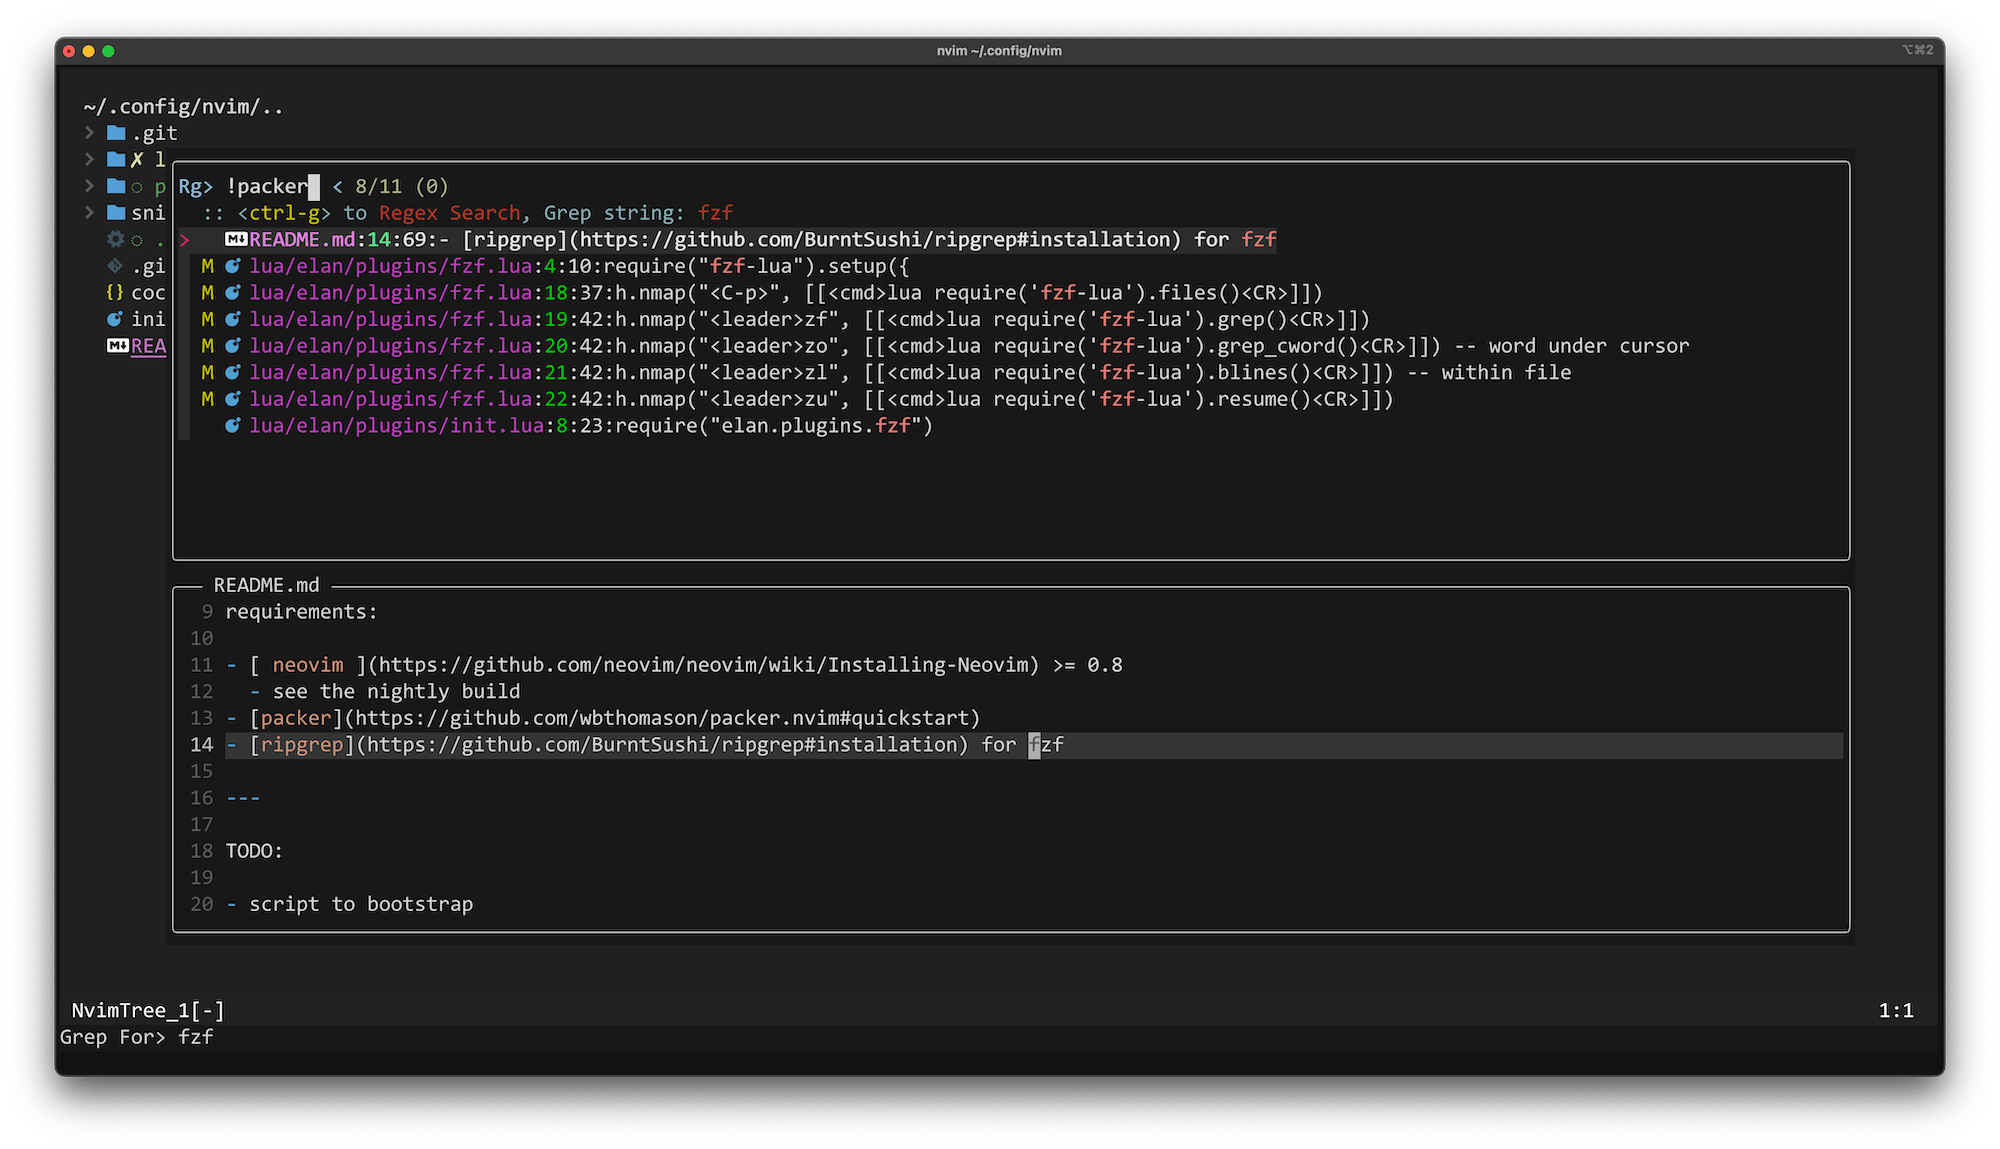 nvim ~/.config/nvim
⌥⌘2
~/.config/nvim/..
.git
✗ l
p
sni
.
.gi
{} coc
ini
REA
Rg> !packer < 8/11 (0)
:: <ctrl-g> to Regex Search, Grep string: fzf
> M↓ README.md:14:69:- [ripgrep](https://github.com/BurntSushi/ripgrep#installation) for fzf
M lua/elan/plugins/fzf.lua:4:10:require("fzf-lua").setup({
M lua/elan/plugins/fzf.lua:18:37:h.nmap("<C-p>", [[<cmd>lua require('fzf-lua').files()<CR>]])
M lua/elan/plugins/fzf.lua:19:42:h.nmap("<leader>zf", [[<cmd>lua require('fzf-lua').grep()<CR>]])
M lua/elan/plugins/fzf.lua:20:42:h.nmap("<leader>zo", [[<cmd>lua require('fzf-lua').grep_cword()<CR>]]) -- word under cursor
M lua/elan/plugins/fzf.lua:21:42:h.nmap("<leader>zl", [[<cmd>lua require('fzf-lua').blines()<CR>]]) -- within file
M lua/elan/plugins/fzf.lua:22:42:h.nmap("<leader>zu", [[<cmd>lua require('fzf-lua').resume()<CR>]])
lua/elan/plugins/init.lua:8:23:require("elan.plugins.fzf")
README.md
9 requirements:
10
11 - [ neovim ](https://github.com/neovim/neovim/wiki/Installing-Neovim) >= 0.8
12 - see the nightly build
13 - [packer](https://github.com/wbthomason/packer.nvim#quickstart)
14 - [ripgrep](https://github.com/BurntSushi/ripgrep#installation) for fzf
15
16 ---
17
18 TODO:
19
20 - script to bootstrap
NvimTree_1[-]
1:1
Grep For> fzf